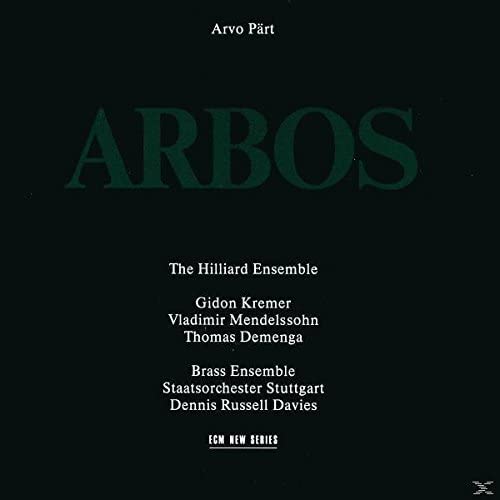 Arvo Pärt
ARBOS
The Hilliard Ensemble
Gidon Kremer
Vladimir Mendelssohn
Thomas Demenga
Brass Ensemble
Staatsorchester Stuttgart
Dennis Russell Davies
ECM NEW SERIES